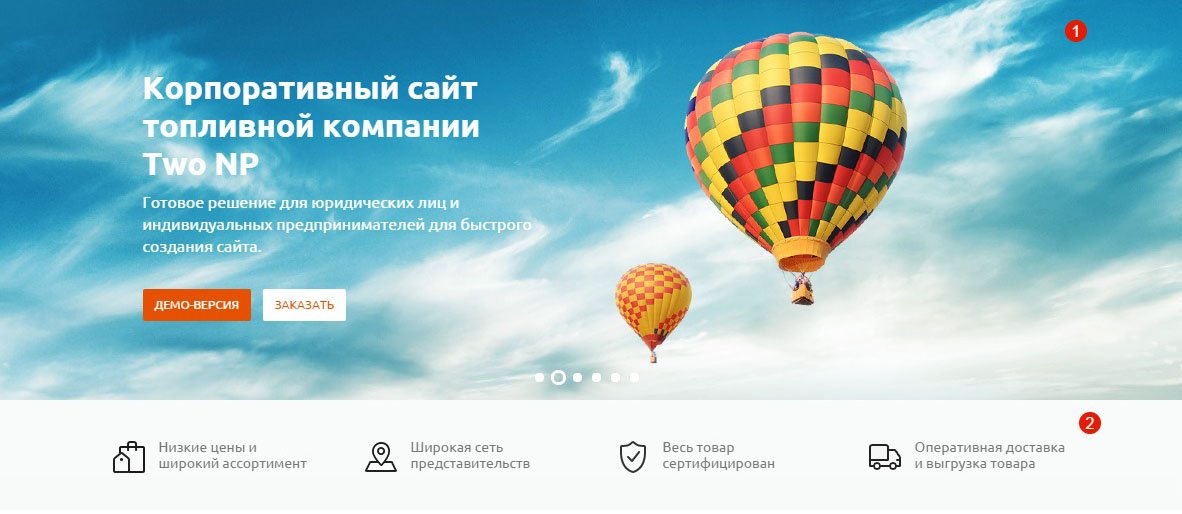 1
Корпоративный сайт
топливной компании
Two NP
Готовое решение для юридических лиц и
индивидуальных предпринимателей для быстрого
создания сайта.
ДЕМО-ВЕРСИЯ
ЗАКАЗАТЬ
2
Низкие цены и
широкий ассортимент
Широкая сеть
представительств
Весь товар
сертифицирован
Оперативная доставка
и выгрузка товара